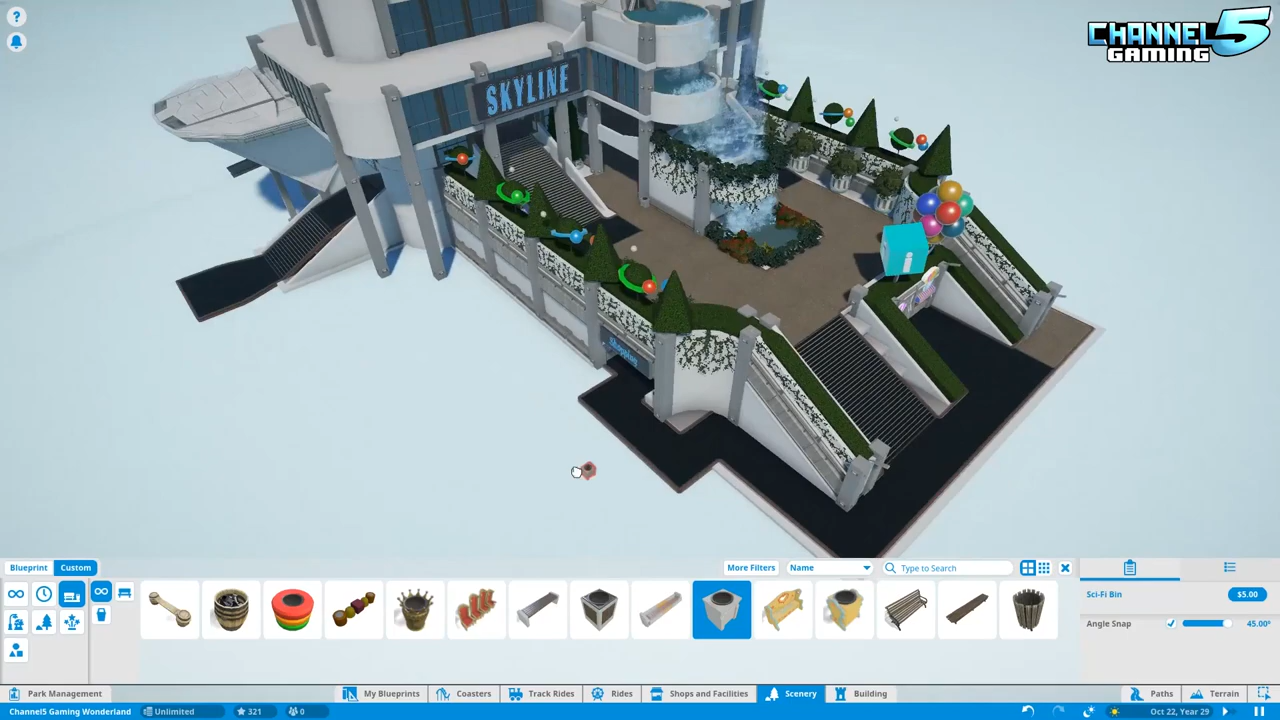 ?
CHANNEL 5
GAMING
SKYLINE
i
Shopping
Blueprint
Custom
More Filters
Name
Type to Search
Sci-Fi Bin
$5.00
Angle Snap
45.00°
Park Management
My Blueprints
Coasters
Track Rides
Rides
Shops and Facilities
Scenery
Building
Paths
Terrain
Channel5 Gaming Wonderland
Unlimited
321
0
Oct 22, Year 29